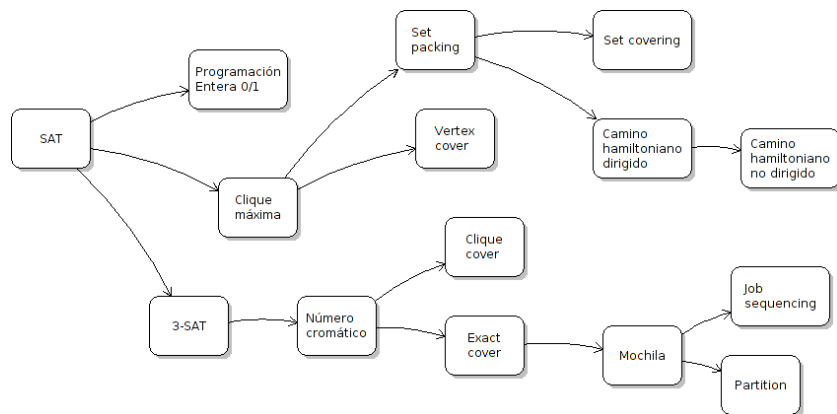 Set
packing
Set covering
Programación
Entera 0/1
SAT
Vertex
cover
Camino
hamiltoniano
dirigido
Camino
hamiltoniano
no dirigido
Clique
máxima
Clique
cover
3-SAT
Número
cromático
Exact
cover
Mochila
Job
sequencing
Partition